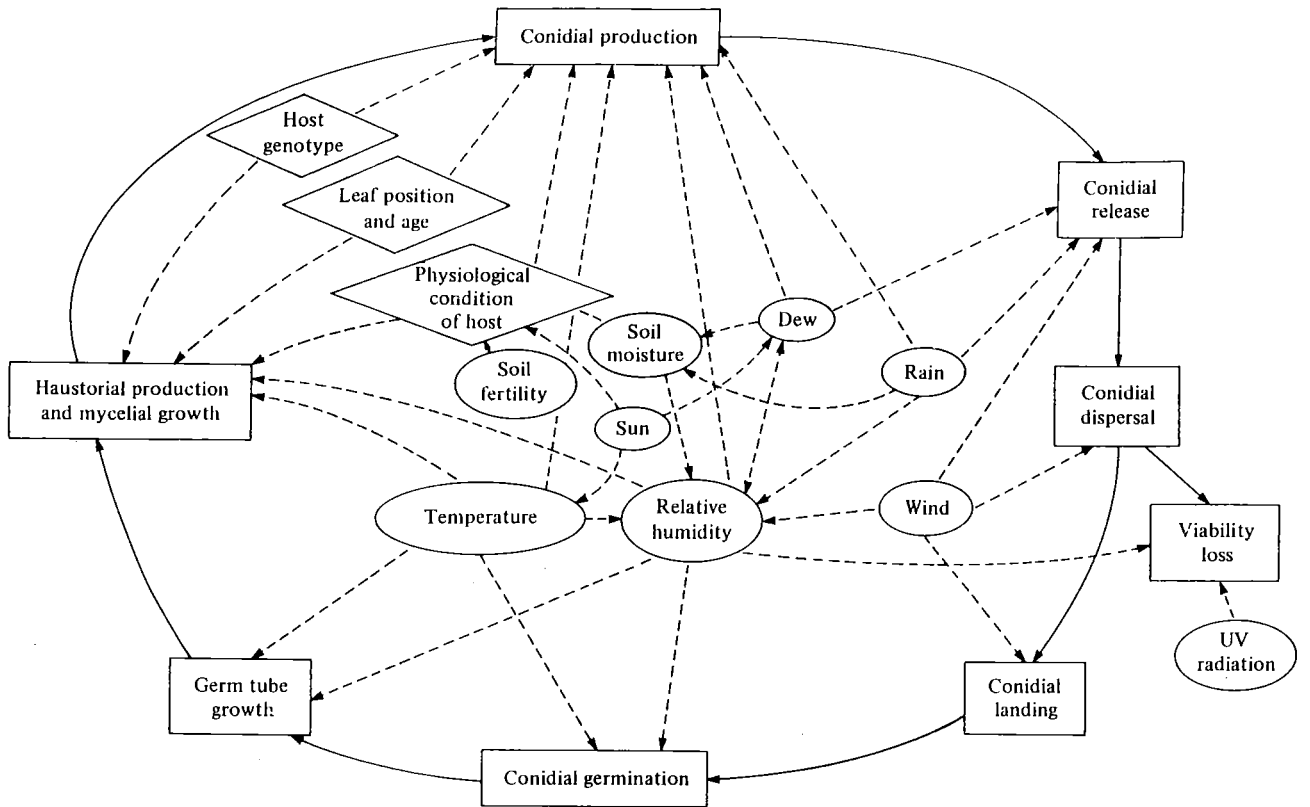 Conidial production
Host
genotype
Leaf position
and age
Conidial
release
Physiological
condition
of host
Soil
moisture
Dew
Soil
fertility
Rain
Haustorial production
and mycelial growth
Conidial
dispersal
Sun
Temperature
Relative
humidity
Wind
Viability
loss
UV
radiation
Germ tube
growth
Conidial
landing
Conidial germination